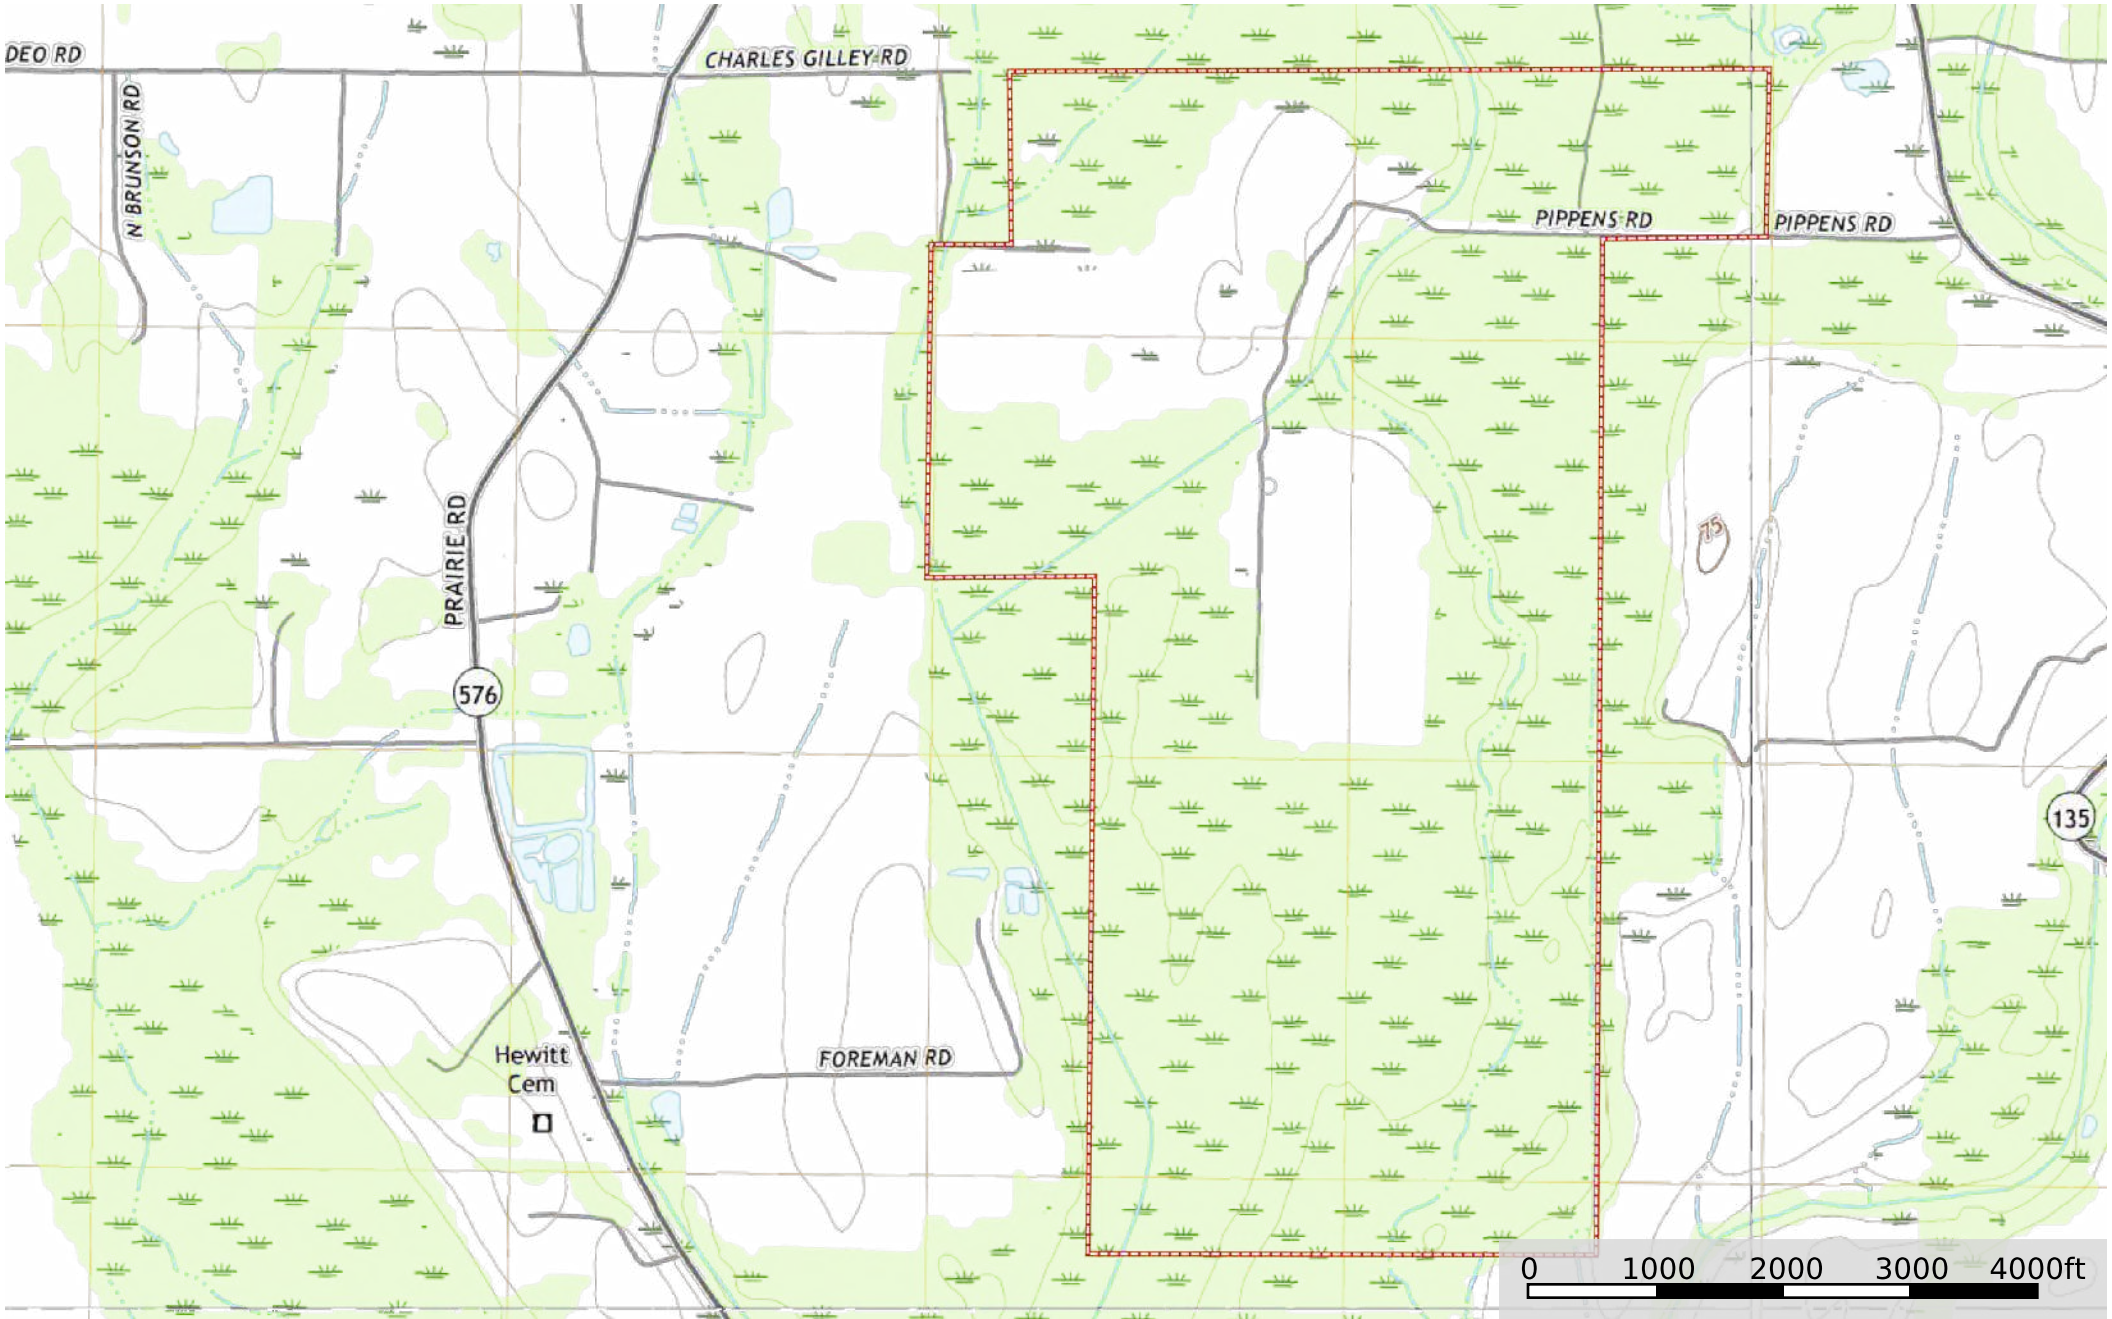 DEO RD
CHARLES GILLEY RD
N BRUNSON RD
PIPPENS RD
PIPPENS RD
PRAIRIE RD
75
576
135
FOREMAN RD
Hewitt
Cem
0 1000 2000 3000 4000ft